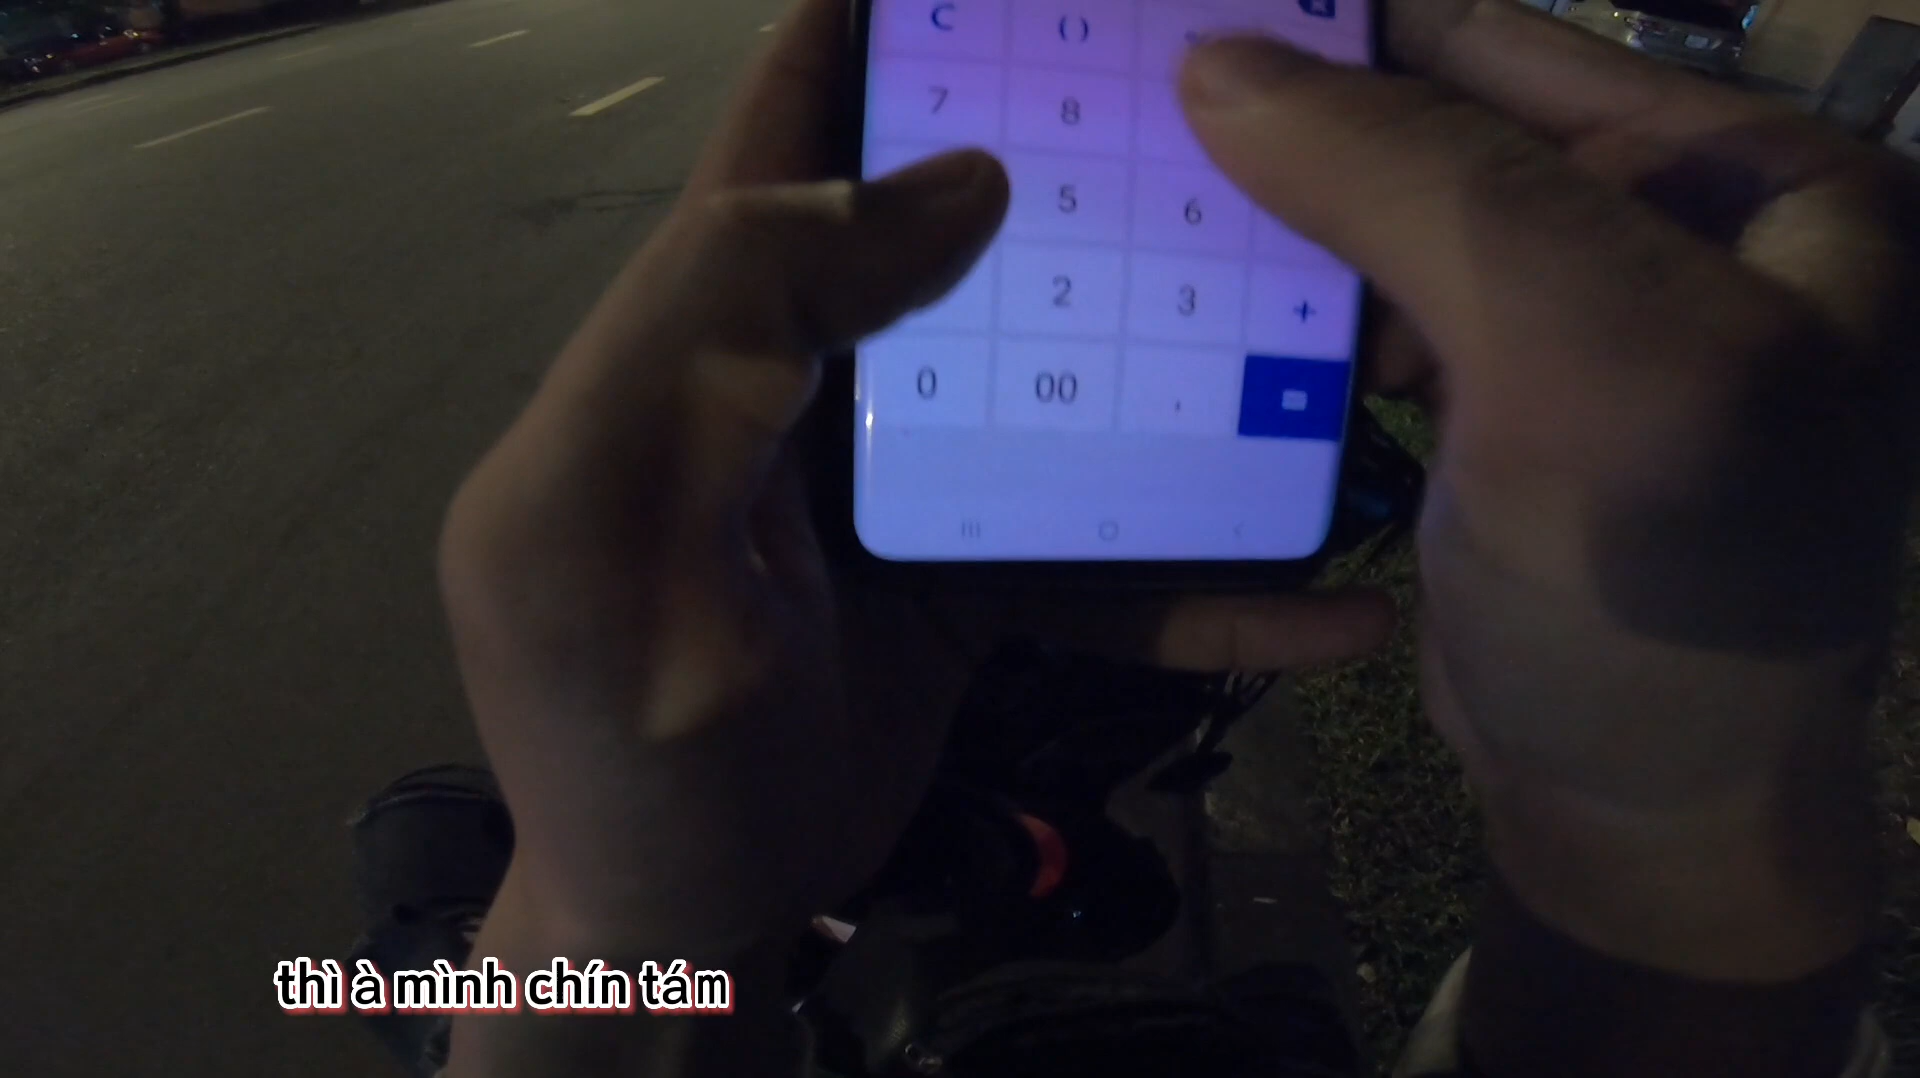 C ()
7 8
5 6
2 3 +
0 00 , =
thì à mình chín tám